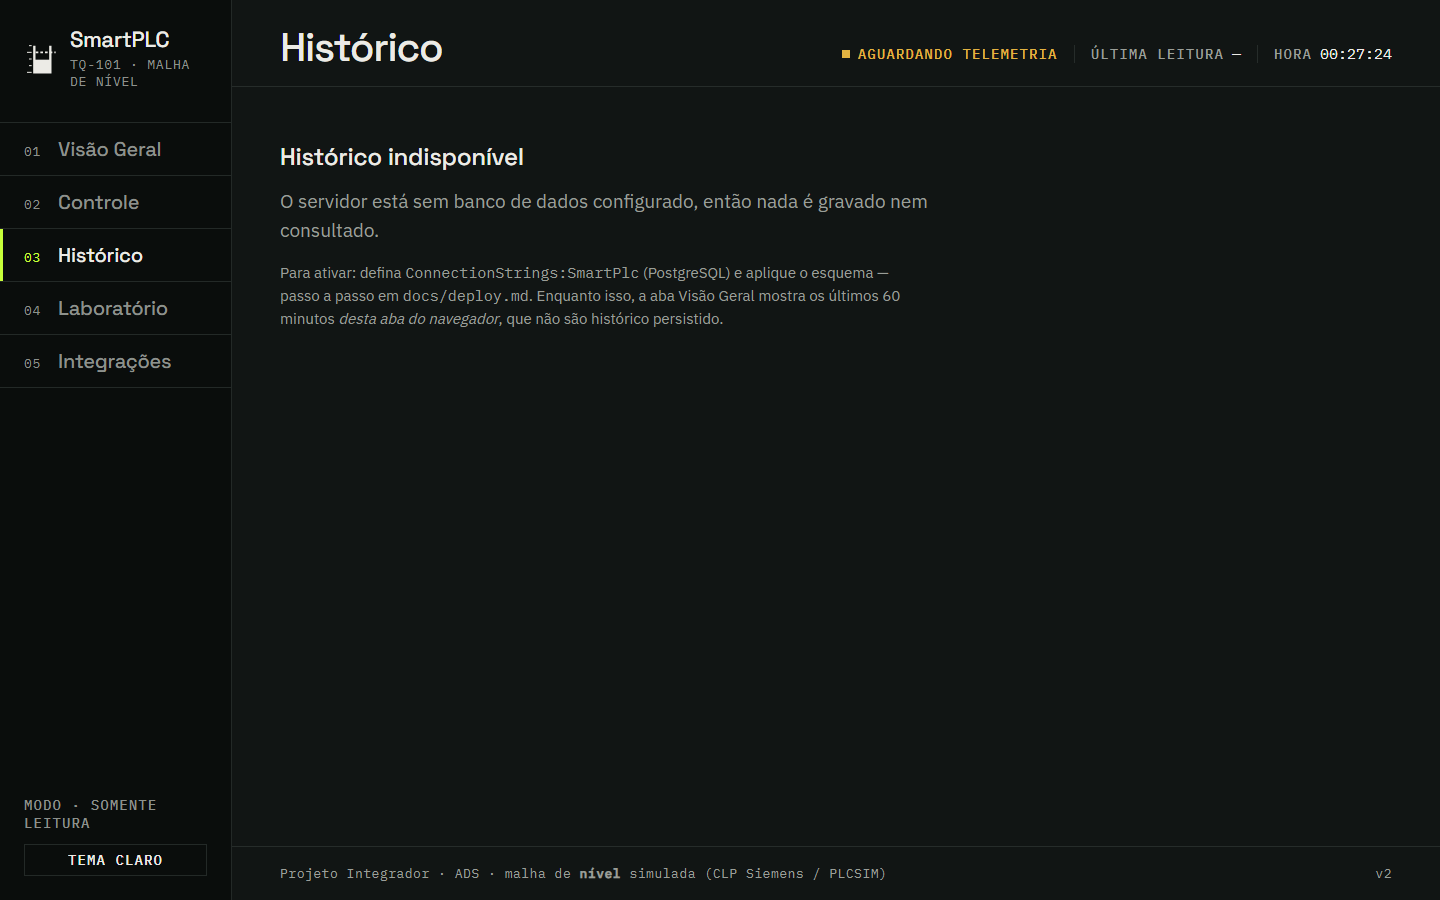 SmartPLC
TQ-101 · MALHA
DE NÍVEL
01 Visão Geral
02 Controle
03 Histórico
04 Laboratório
05 Integrações
MODO · SOMENTE
LEITURA
TEMA CLARO
Histórico
AGUARDANDO TELEMETRIA ÚLTIMA LEITURA — HORA 00:27:24
Histórico indisponível
O servidor está sem banco de dados configurado, então nada é gravado nem
consultado.
Para ativar: defina ConnectionStrings:SmartPlc (PostgreSQL) e aplique o esquema —
passo a passo em docs/deploy.md. Enquanto isso, a aba Visão Geral mostra os últimos 60
minutos desta aba do navegador, que não são histórico persistido.
Projeto Integrador · ADS · malha de nível simulada (CLP Siemens / PLCSIM) v2